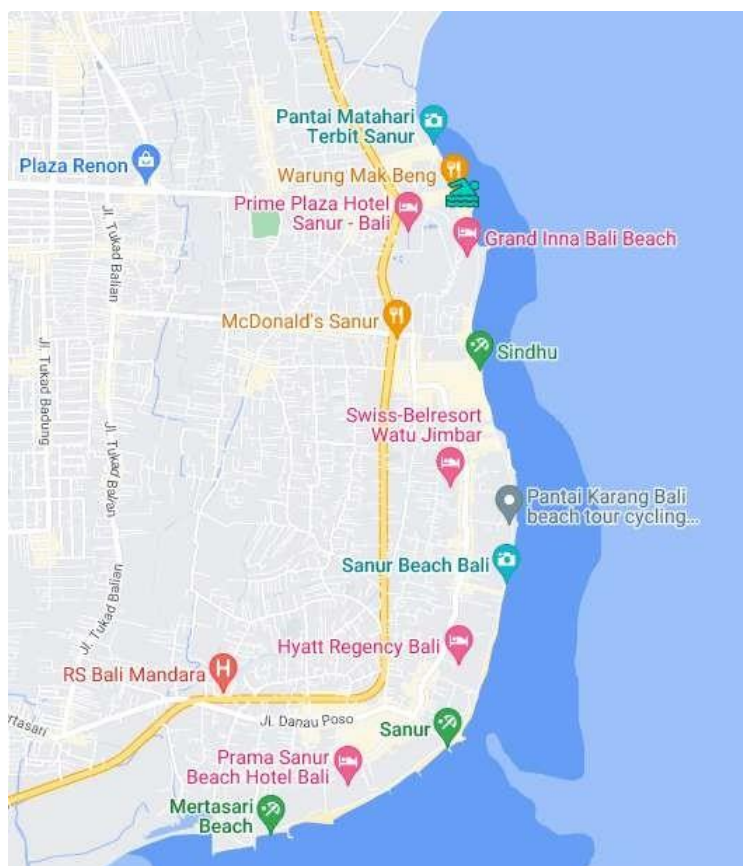 Pantai Matahari
Terbit Sanur
Plaza Renon
Warung Mak Beng
Prime Plaza Hotel
Sanur - Bali
Grand Inna Bali Beach
Jl. Tukad Balian
McDonald's Sanur
Jl. Tukad Badung
Sindhu
Swiss-Belresort
Watu Jimbar
Jl. Tukad Balian
Pantai Karang Bali
beach tour cycling...
Sanur Beach Bali
Jl. Tukad Balian
Hyatt Regency Bali
RS Bali Mandara
H
ertasari
Jl. Danau Poso
Sanur
Prama Sanur
Beach Hotel Bali
Mertasari
Beach